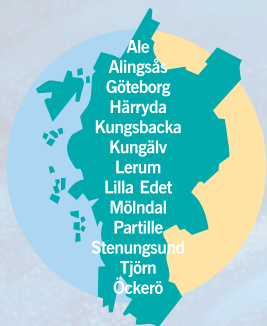 Ale
Alingsås
Göteborg
Härryda
Kungsbacka
Kungälv
Lerum
Lilla Edet
Mölndal
Partille
Stenungsund
Tjörn
Öckerö